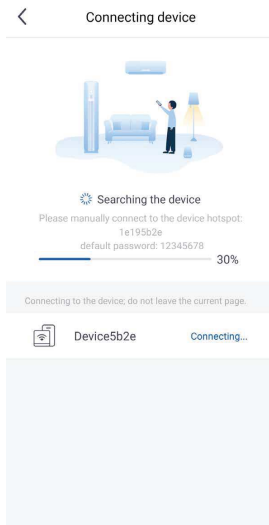 Connecting device
Searching the device
Please manually connect to the device hotspot:
1e195b2e
default password: 12345678
30%
Connecting to the device; do not leave the current page.
Device5b2e
Connecting...